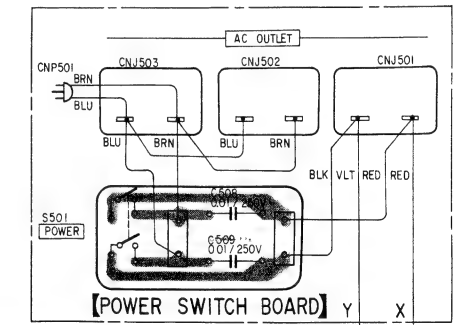 AC OUTLET
CNP501
BRN
BLU
CNJ503
CNJ502
CNJ501
BLU
BRN
BLU
BRN
BLK
VLT
RED
RED
S501
POWER
C508
0.01/250V
C509
0.01/250V
【POWER SWITCH BOARD】
Y
X